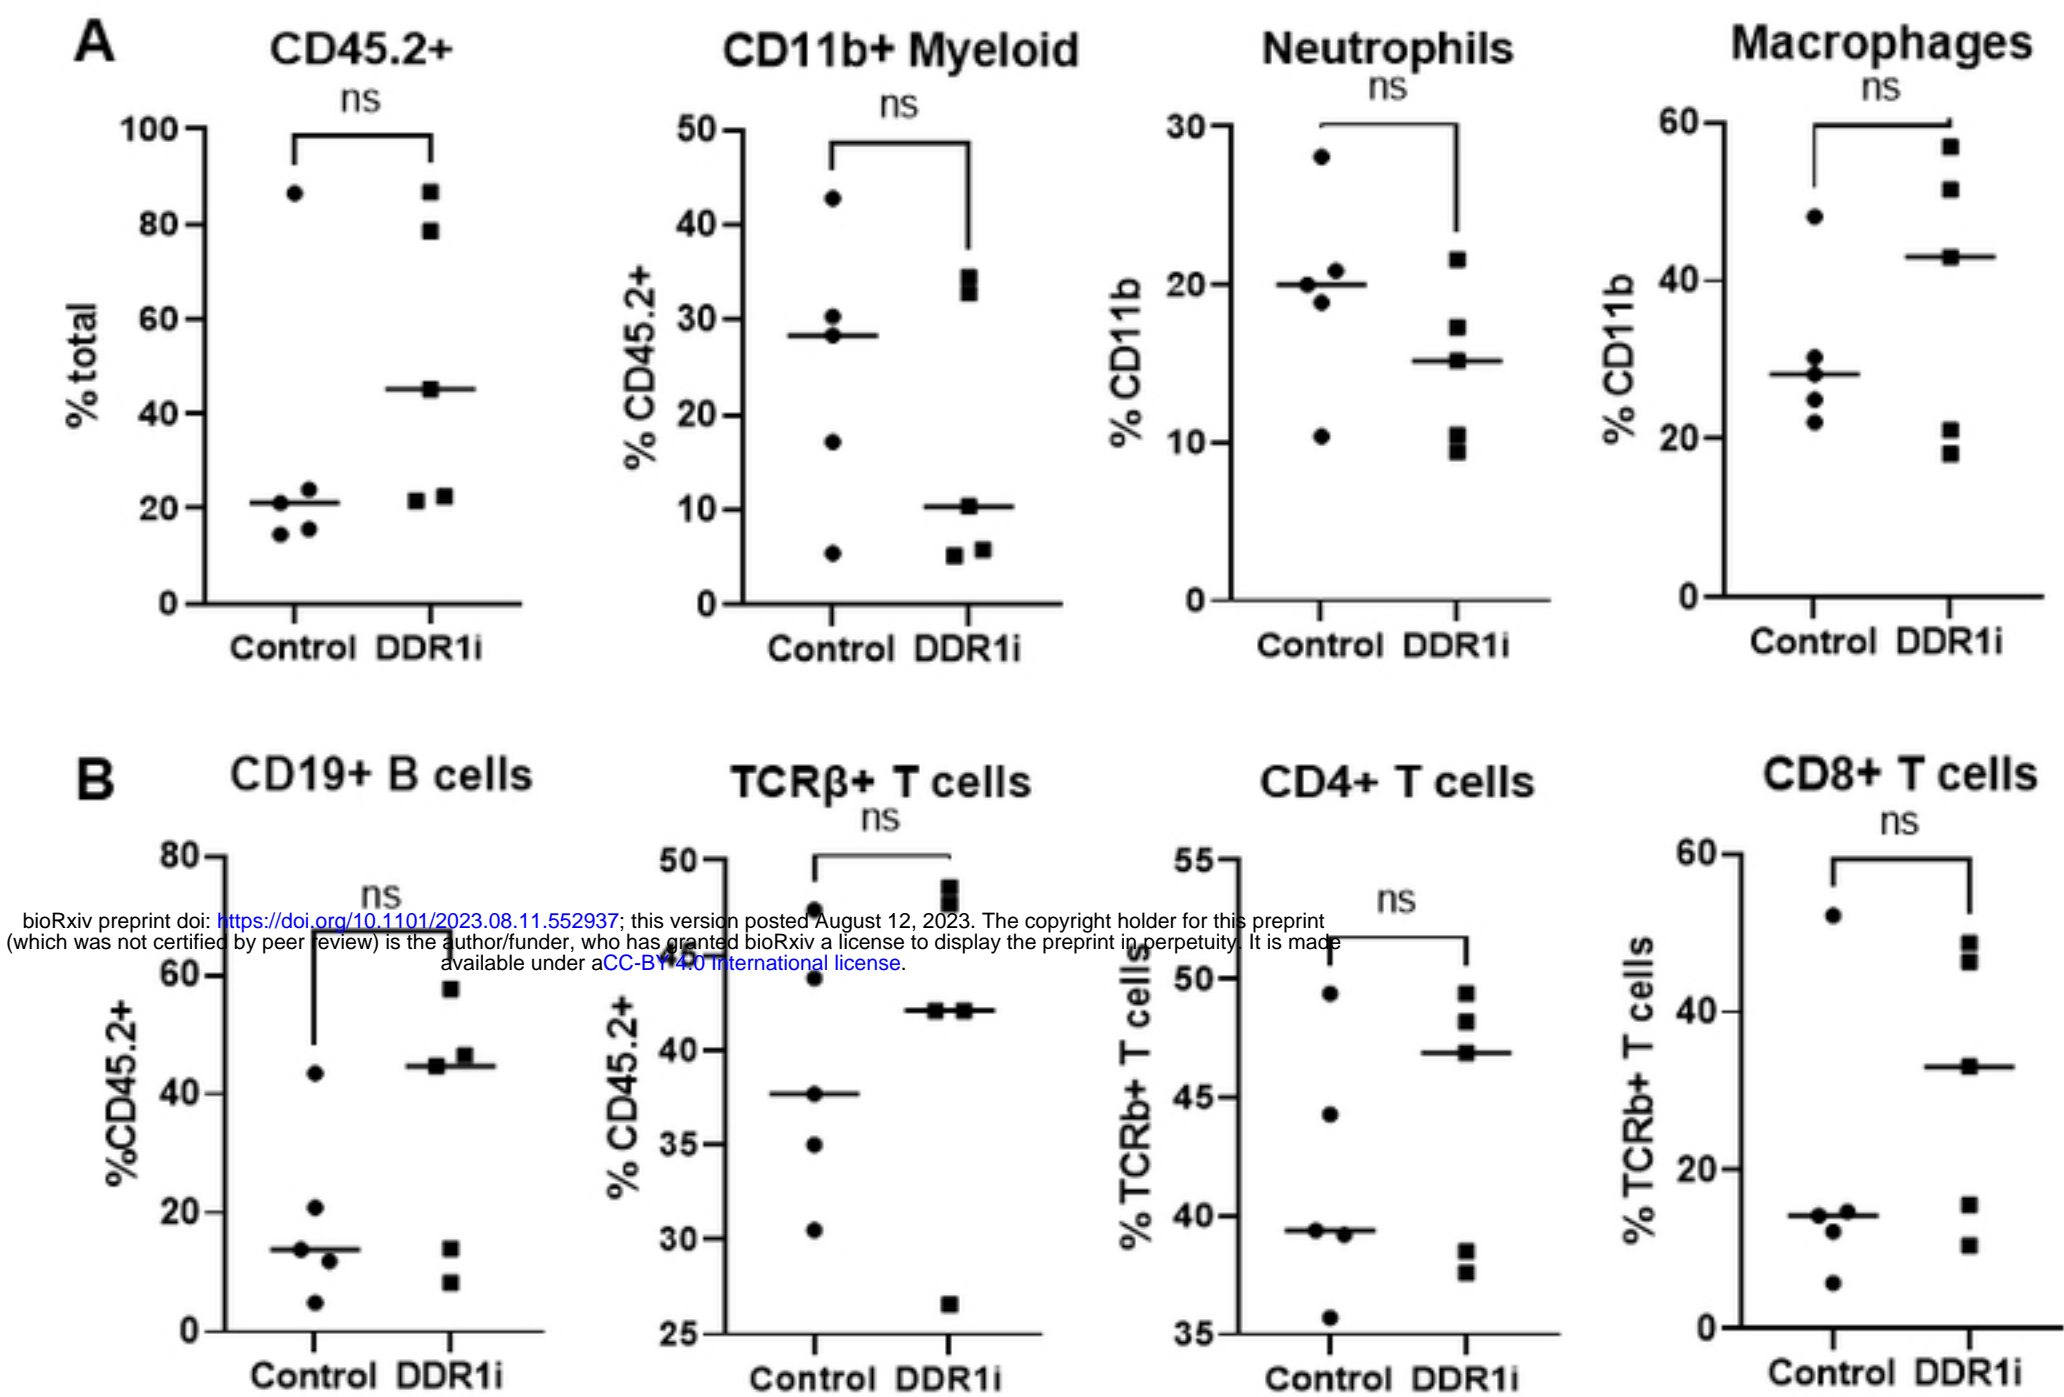 A
CD45.2+
ns
100
80
60
40
20
0
% total
Control DDR1i
CD11b+ Myeloid
ns
50
40
30
20
10
0
% CD45.2+
Control DDR1i
Neutrophils
ns
30
20
10
0
% CD11b
Control DDR1i
Macrophages
ns
60
40
20
0
% CD11b
Control DDR1i
B
CD19+ B cells
ns
80
60
40
20
0
%CD45.2+
Control DDR1i
TCRβ+ T cells
ns
50
45
40
35
30
25
% CD45.2+
Control DDR1i
CD4+ T cells
ns
55
50
45
40
35
% TCRb+ T cells
Control DDR1i
CD8+ T cells
ns
60
40
20
0
% TCRb+ T cells
Control DDR1i
bioRxiv preprint doi: https://doi.org/10.1101/2023.08.11.552937; this version posted August 12, 2023. The copyright holder for this preprint
(which was not certified by peer review) is the author/funder, who has granted bioRxiv a license to display the preprint in perpetuity. It is made
available under aCC-BY 4.0 International license.